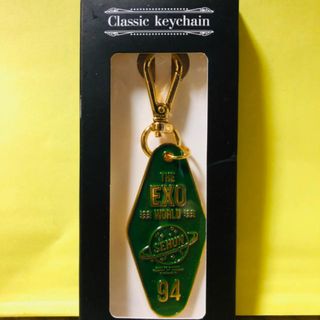 Classic keychain
THE
EXO
WORLD
SEHUN
94